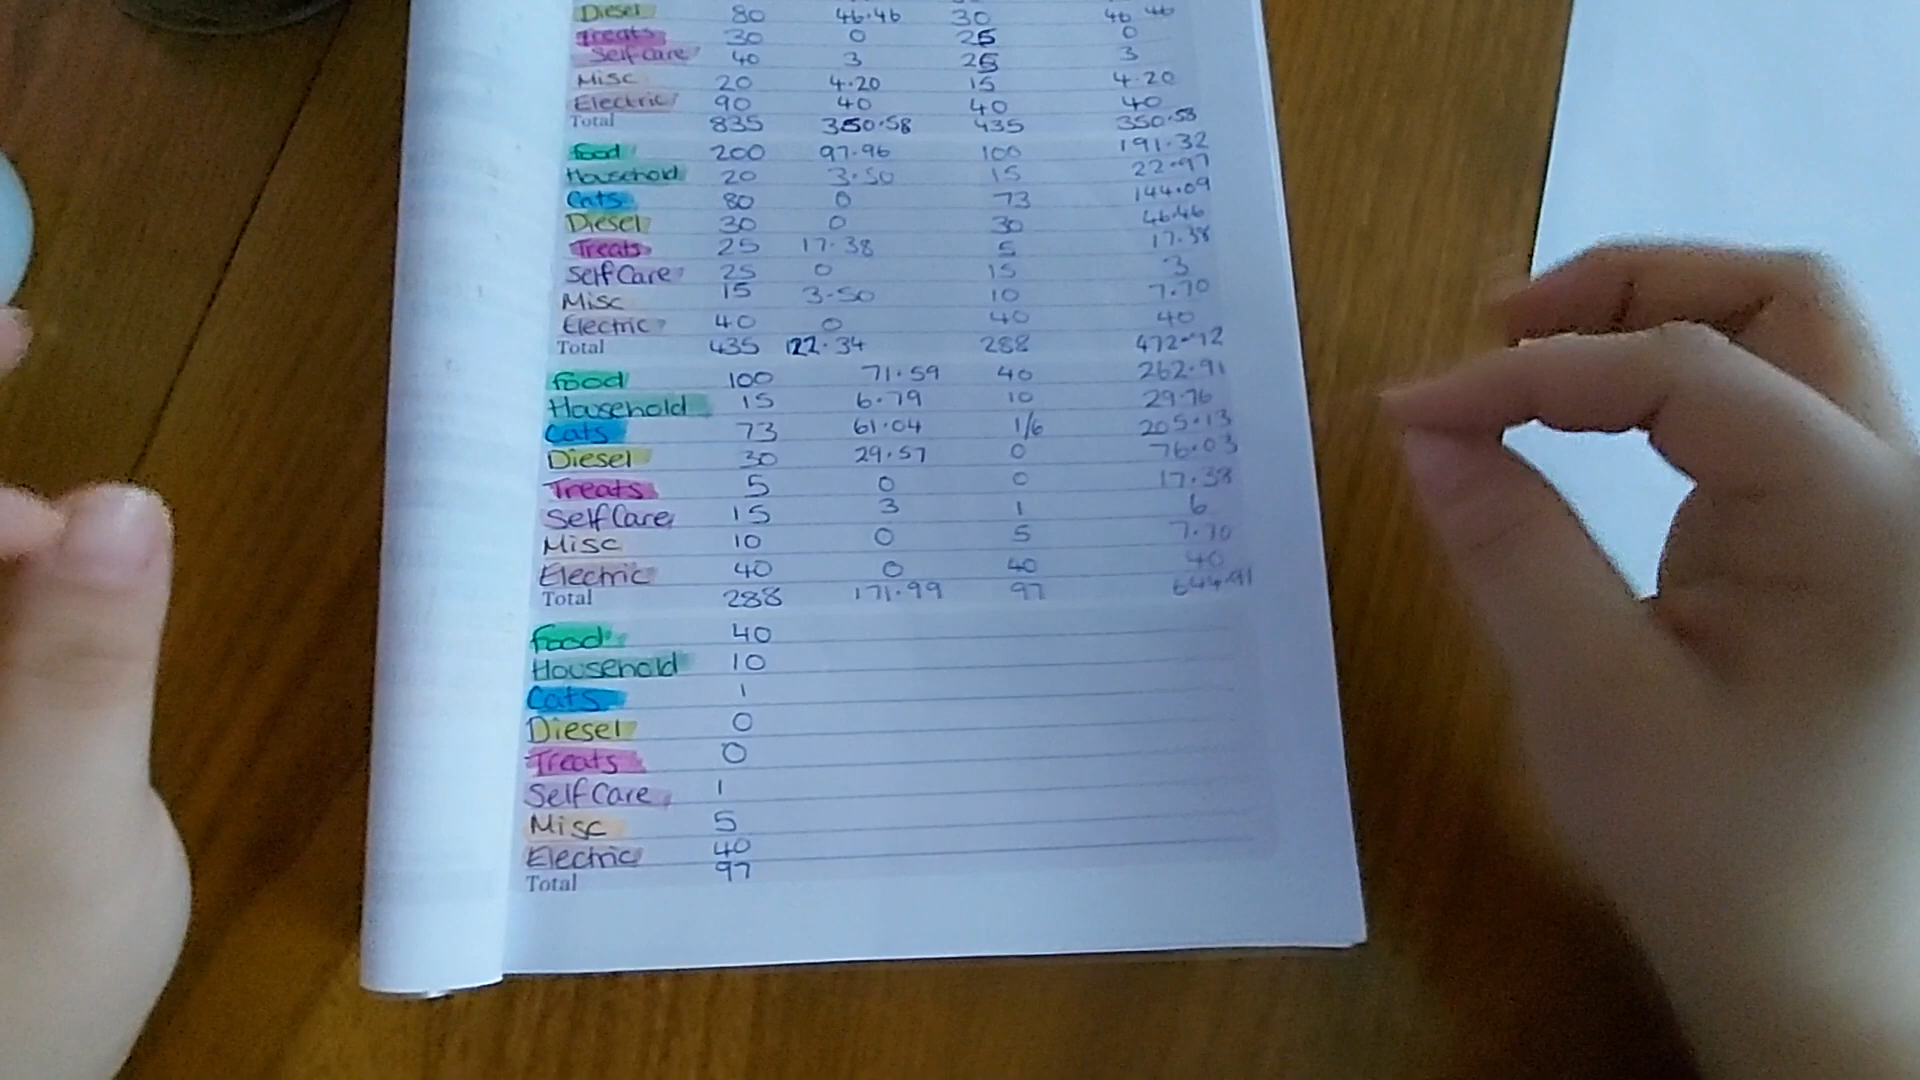 Diesel 80 46.46 30 46.46
Treats 30 0 25 0
Self Care 40 3 25 3
Misc 20 4.20 15 4.20
Electric 90 40 40 40
Total 835 350.58 435 350.58
Food 200 97.96 100 191.32
Household 20 3.50 15 22.97
Cats 80 0 73 144.09
Diesel 30 0 30 46.46
Treats 25 17.38 5 17.38
Self Care 25 0 15 3
Misc 15 3.50 10 7.70
Electric 40 0 40 40
Total 435 122.34 288 472.92
Food 100 71.59 40 262.91
Household 15 6.79 10 29.76
Cats 73 61.04 1/6 205.13
Diesel 30 29.57 0 76.03
Treats 5 0 0 17.38
Self Care 15 3 1 6
Misc 10 0 5 7.70
Electric 40 0 40 40
Total 288 171.99 97 644.91
Food 40
Household 10
Cats 1
Diesel 0
Treats 0
Self Care 1
Misc 5
Electric 40
Total 97